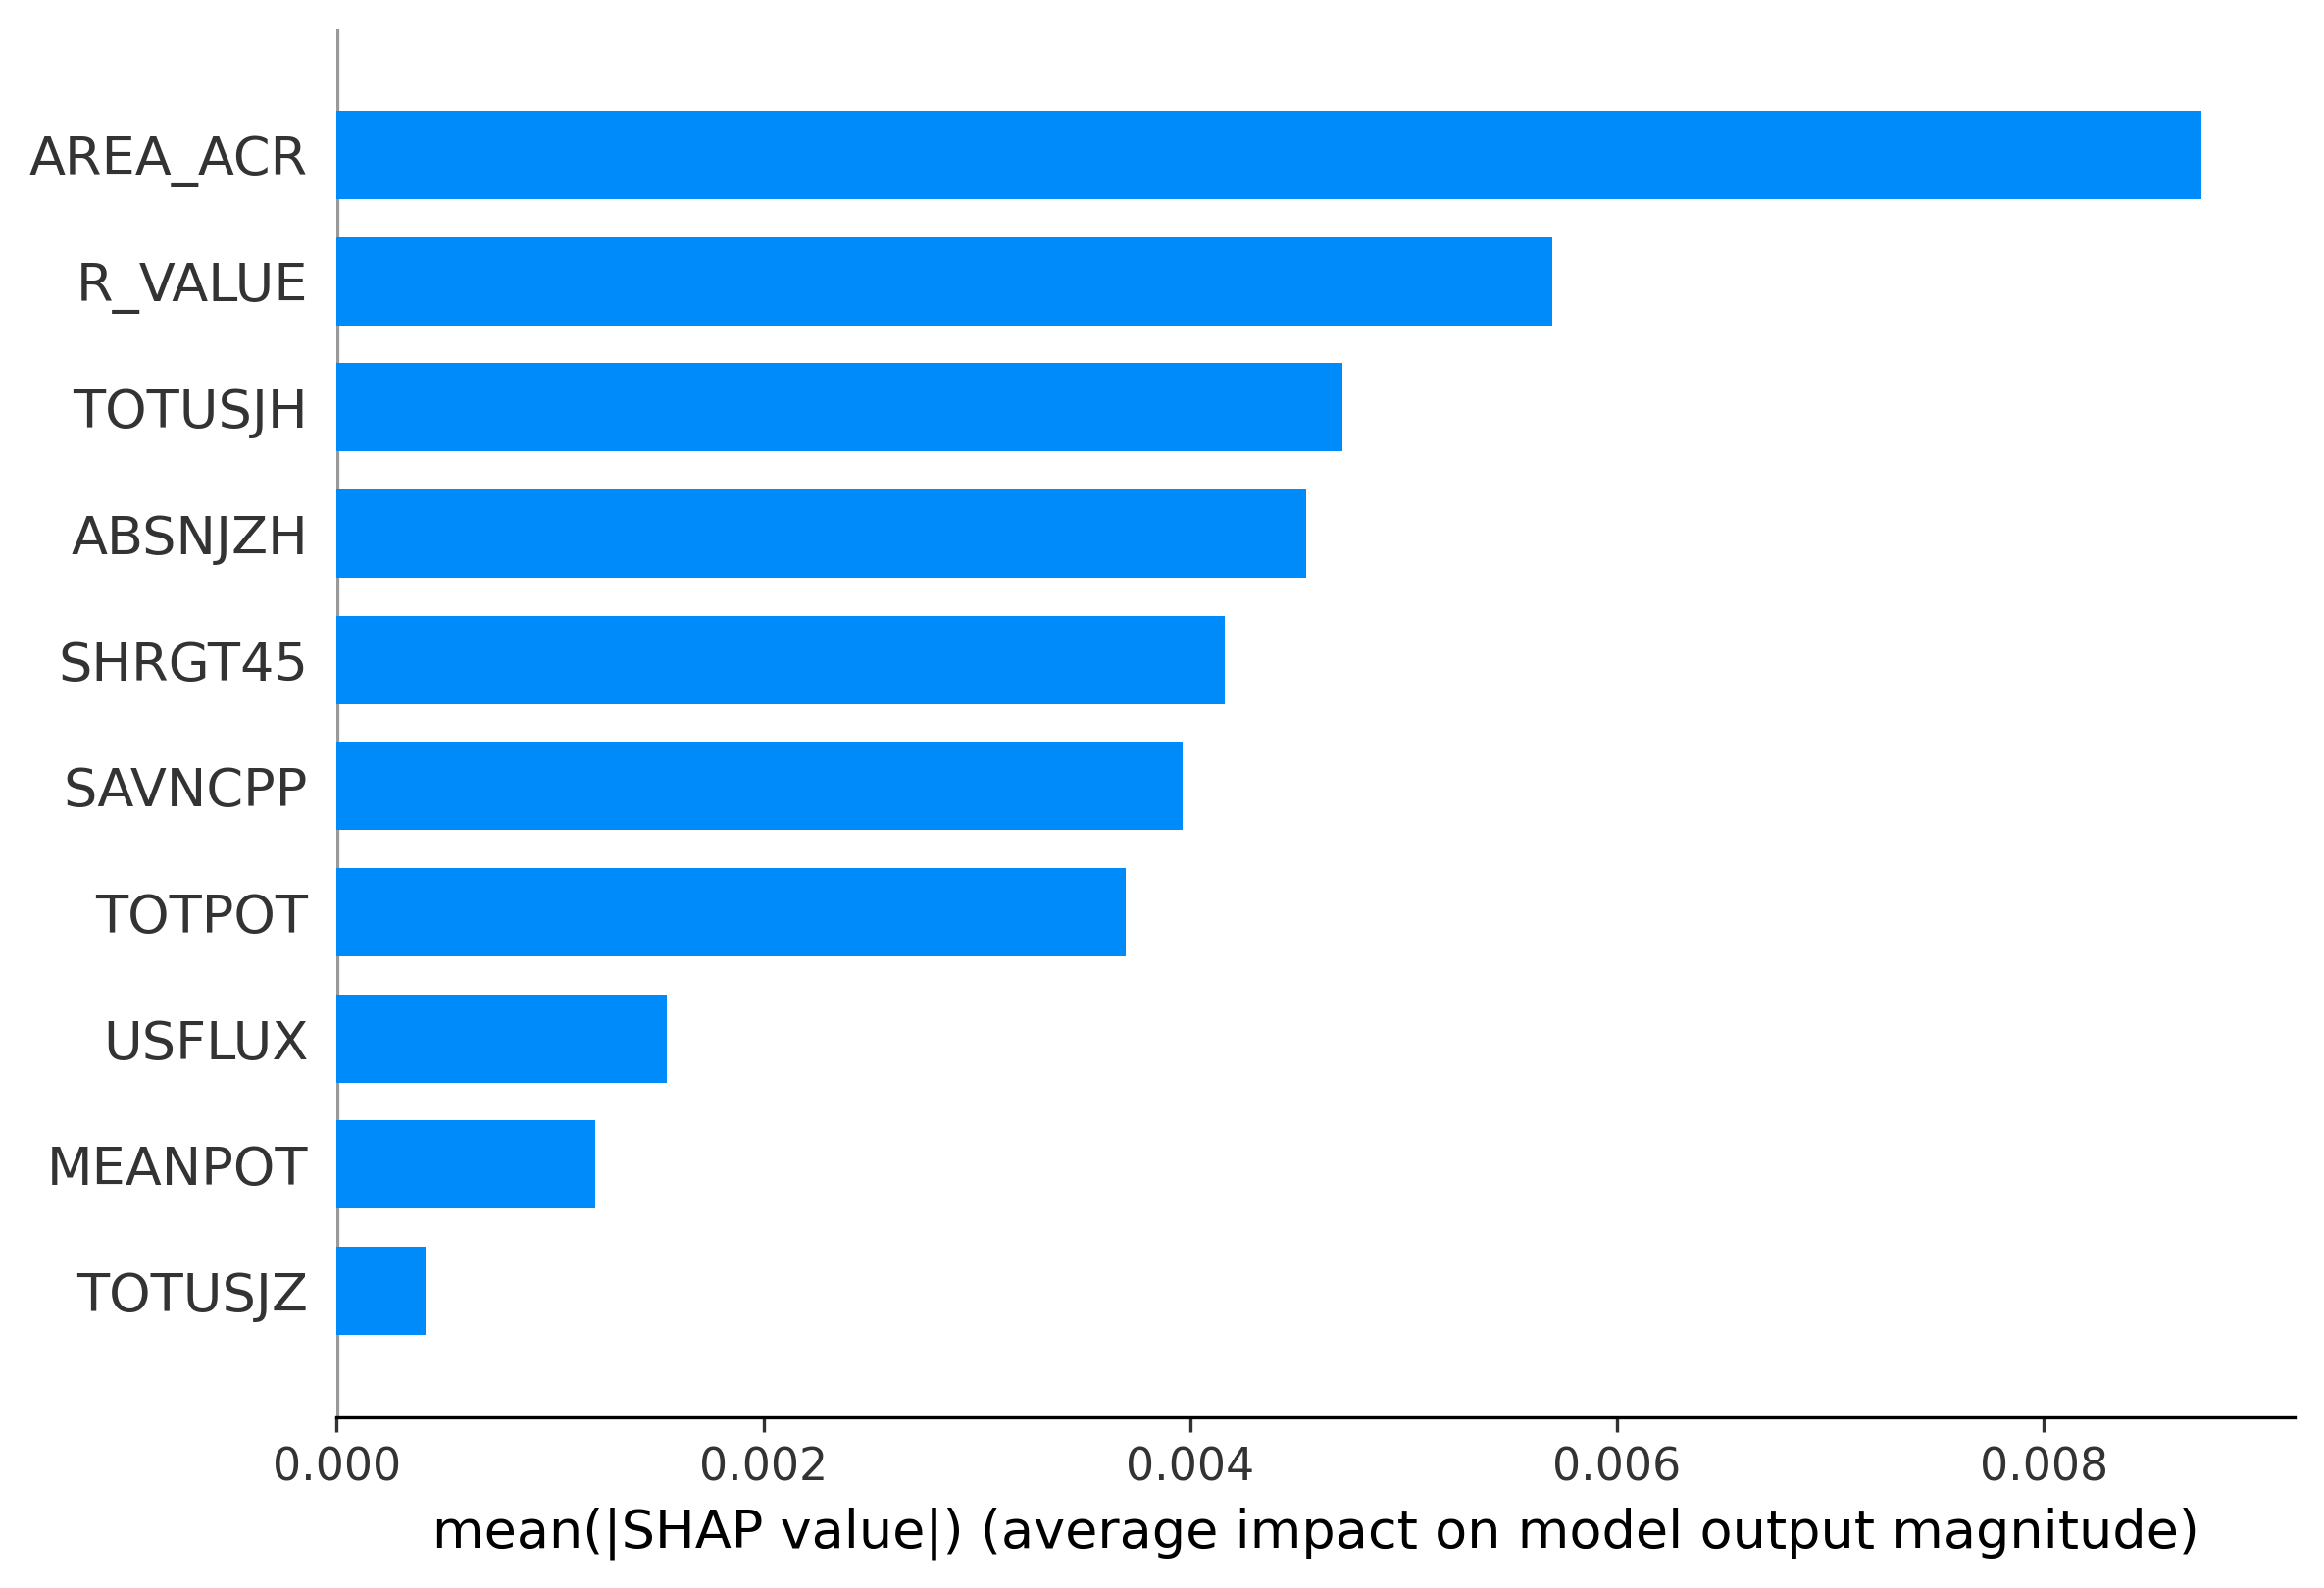 AREA_ACR
R_VALUE
TOTUSJH
ABSNJZH
SHRGT45
SAVNCPP
TOTPOT
USFLUX
MEANPOT
TOTUSJZ
0.000 0.002 0.004 0.006 0.008
mean(|SHAP value|) (average impact on model output magnitude)